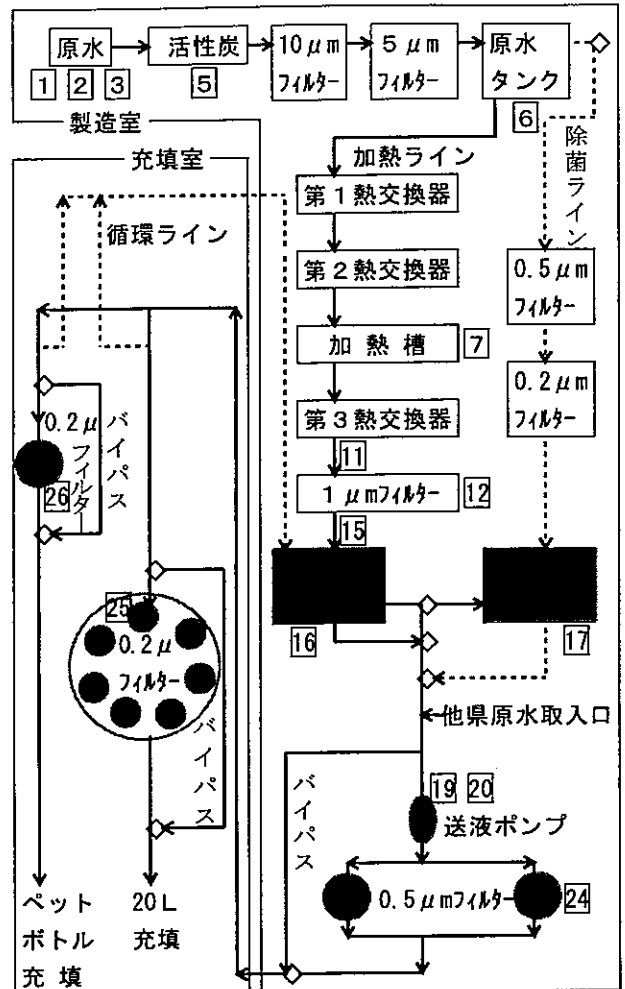 原水
1 2 3
活性炭
5
10μm
フィルター
5μm
フィルター
原水
タンク
6
製造室
充填室
加熱ライン
除菌ライン
第1熱交換器
循環ライン
第2熱交換器
0.5μm
フィルター
加熱槽
7
0.2μm
フィルター
第3熱交換器
11
1μmフィルター
12
15
16
17
0.2μ
フィルター
バイパス
26
25
0.2μ
フィルター
バイパス
他県原水取入口
バイパス
19 20
送液ポンプ
0.5μmフィルター
24
ペット
ボトル
充填
20L
充填